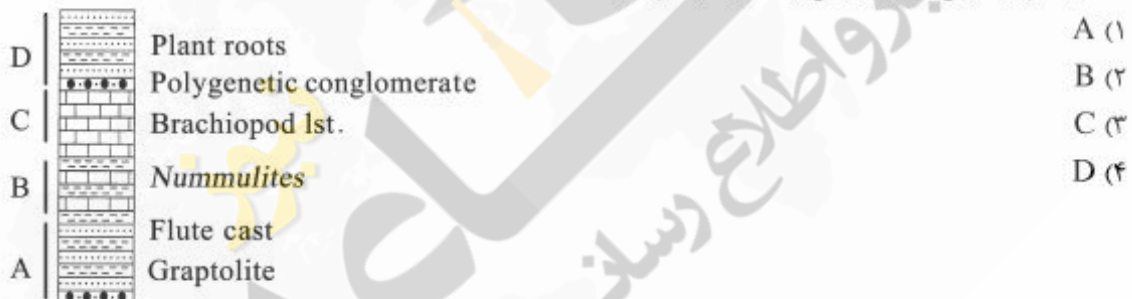 D
Plant roots
Polygenetic conglomerate
C
Brachiopod lst.
B
Nummulites
Flute cast
A
Graptolite
A (۱
B (۲
C (۳
D (۴